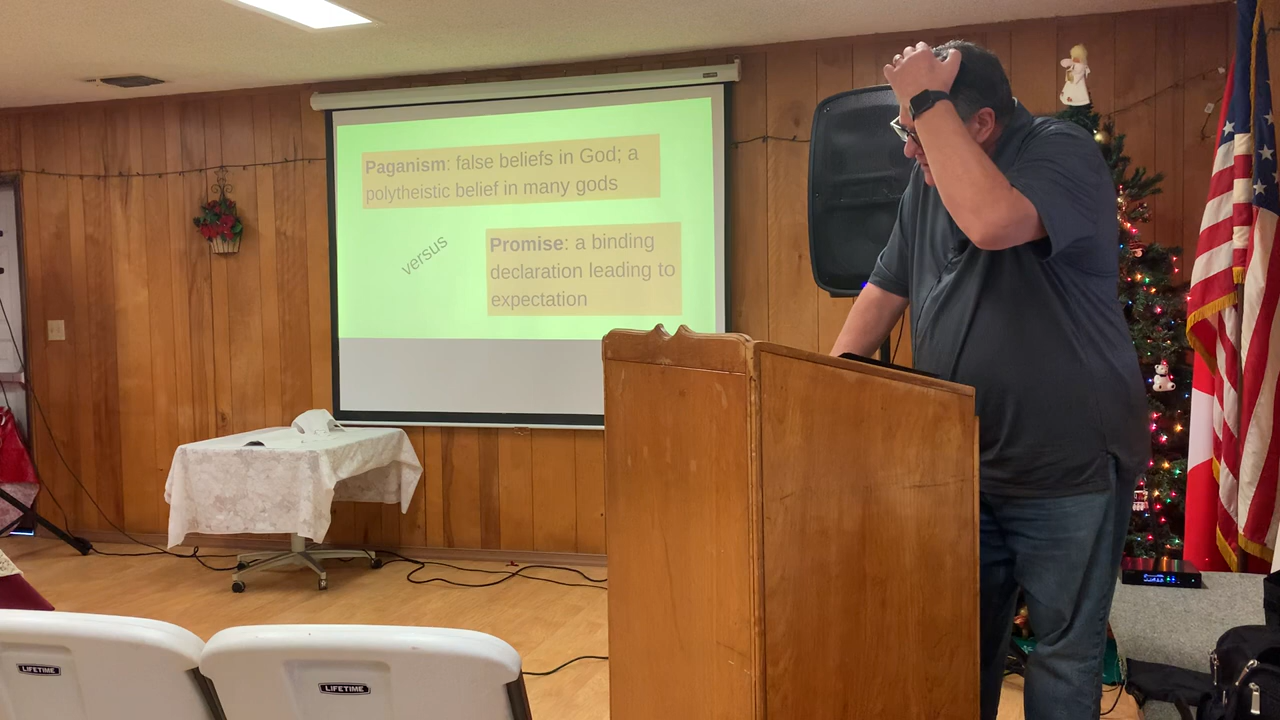 Paganism: false beliefs in God; a
polytheistic belief in many gods
versus
Promise: a binding
declaration leading to
expectation
LIFETIME
LIFETIME